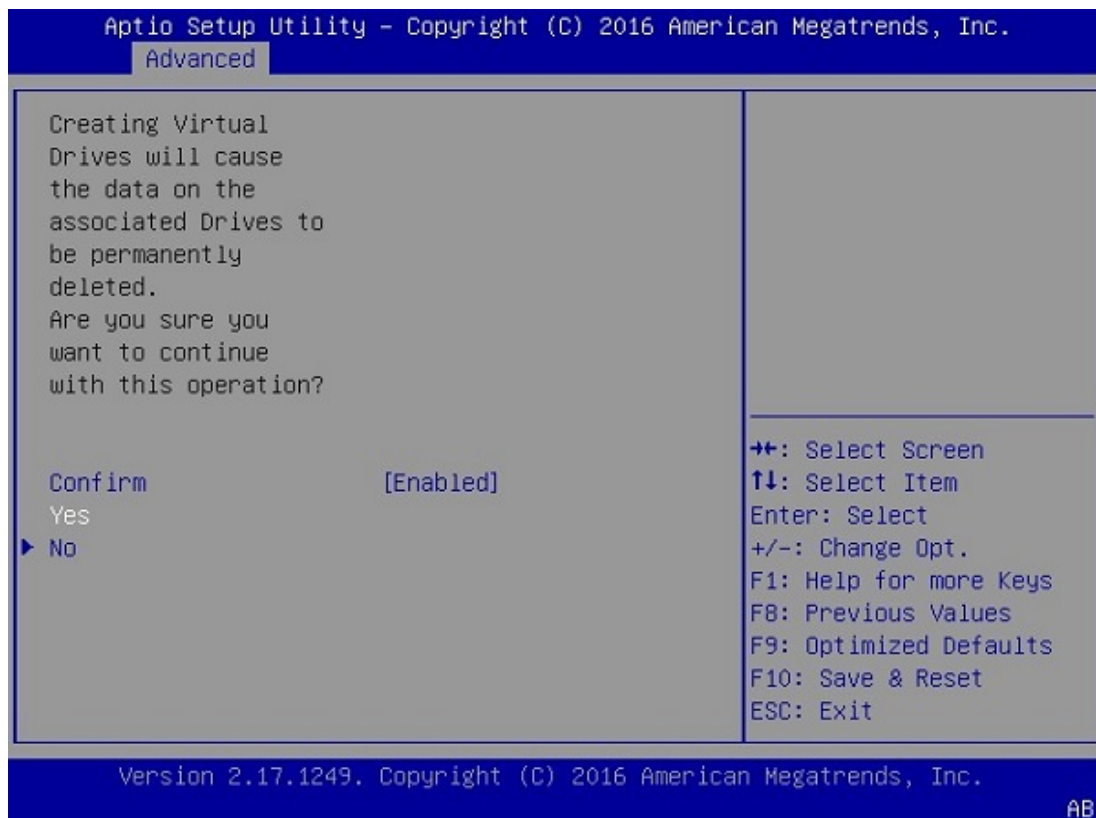 Aptio Setup Utility – Copyright (C) 2016 American Megatrends, Inc.
Advanced
Creating Virtual
Drives will cause
the data on the
associated Drives to
be permanently
deleted.
Are you sure you
want to continue
with this operation?
Confirm [Enabled]
Yes
▶ No
→←: Select Screen
↑↓: Select Item
Enter: Select
+/-: Change Opt.
F1: Help for more Keys
F8: Previous Values
F9: Optimized Defaults
F10: Save & Reset
ESC: Exit
Version 2.17.1249. Copyright (C) 2016 American Megatrends, Inc.
AB